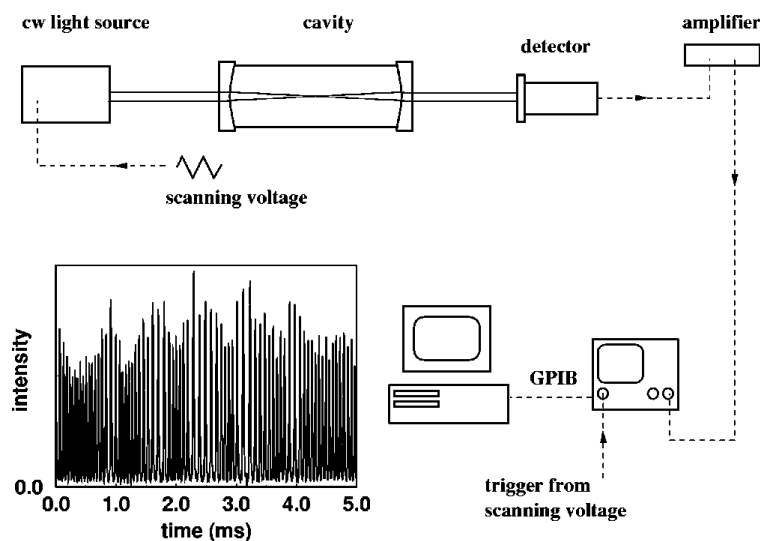 cw light source
cavity
amplifier
detector
scanning voltage
intensity
0.0
0.0
1.0
2.0
3.0
4.0
5.0
time (ms)
GPIB
trigger from
scanning voltage